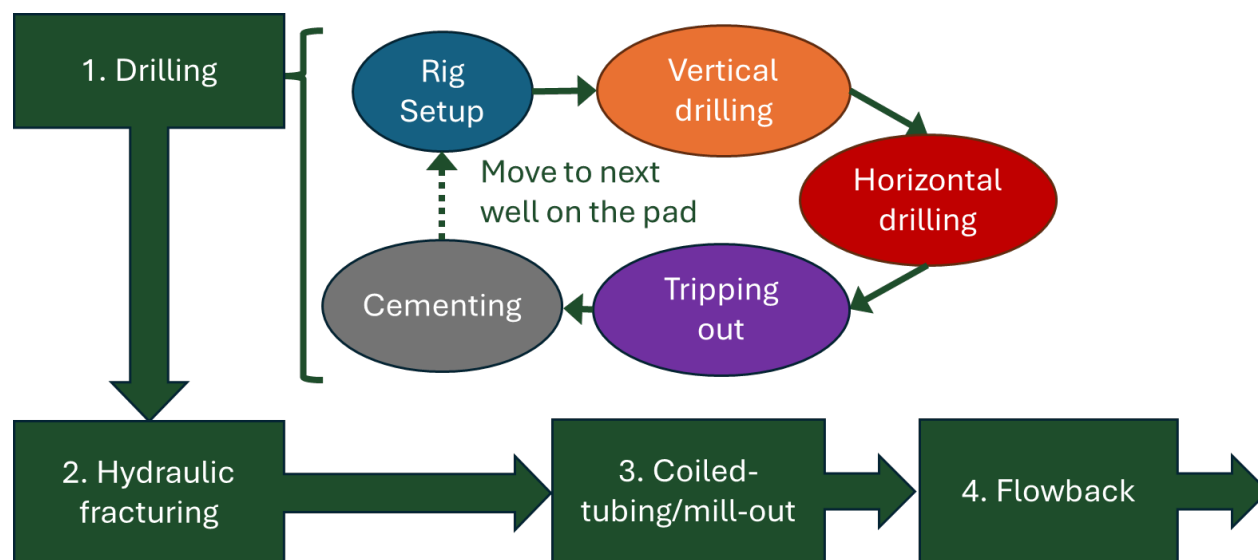 1. Drilling
Rig
Setup
Vertical
drilling
Horizontal
drilling
Move to next
well on the pad
Cementing
Tripping
out
2. Hydraulic
fracturing
3. Coiled-
tubing/mill-out
4. Flowback